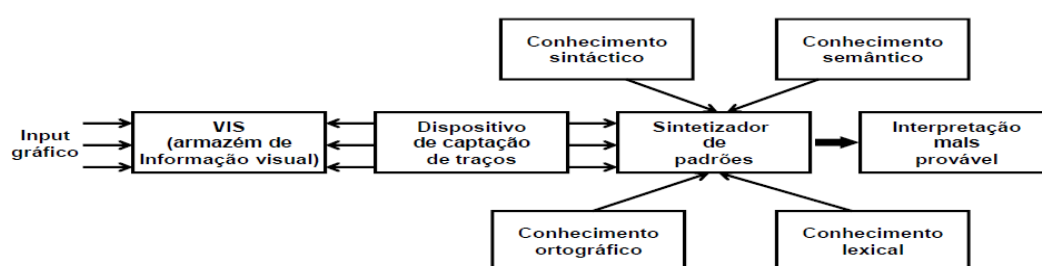 Conhecimento
sintáctico
Conhecimento
semântico
Input
gráfico
VIS
(armazém de
Informação visual)
Dispositivo
de captação
de traços
Sintetizador
de
padrões
Interpretação
mais
provável
Conhecimento
ortográfico
Conhecimento
lexical